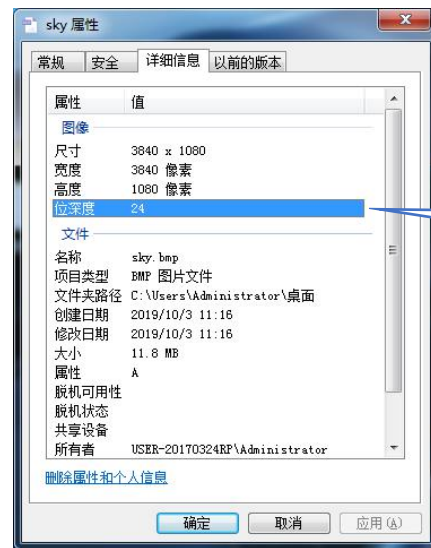 sky 属性
常规 安全 详细信息 以前的版本
属性 值
图像
尺寸 3840 x 1080
宽度 3840 像素
高度 1080 像素
位深度 24
文件
名称 sky.bmp
项目类型 BMP 图片文件
文件夹路径 C:\Users\Administrator\桌面
创建日期 2019/10/3 11:16
修改日期 2019/10/3 11:16
大小 11.8 MB
属性 A
脱机可用性
脱机状态
共享设备
所有者 USER-20170324RP\Administrator
删除属性和个人信息
确定 取消 应用(A)